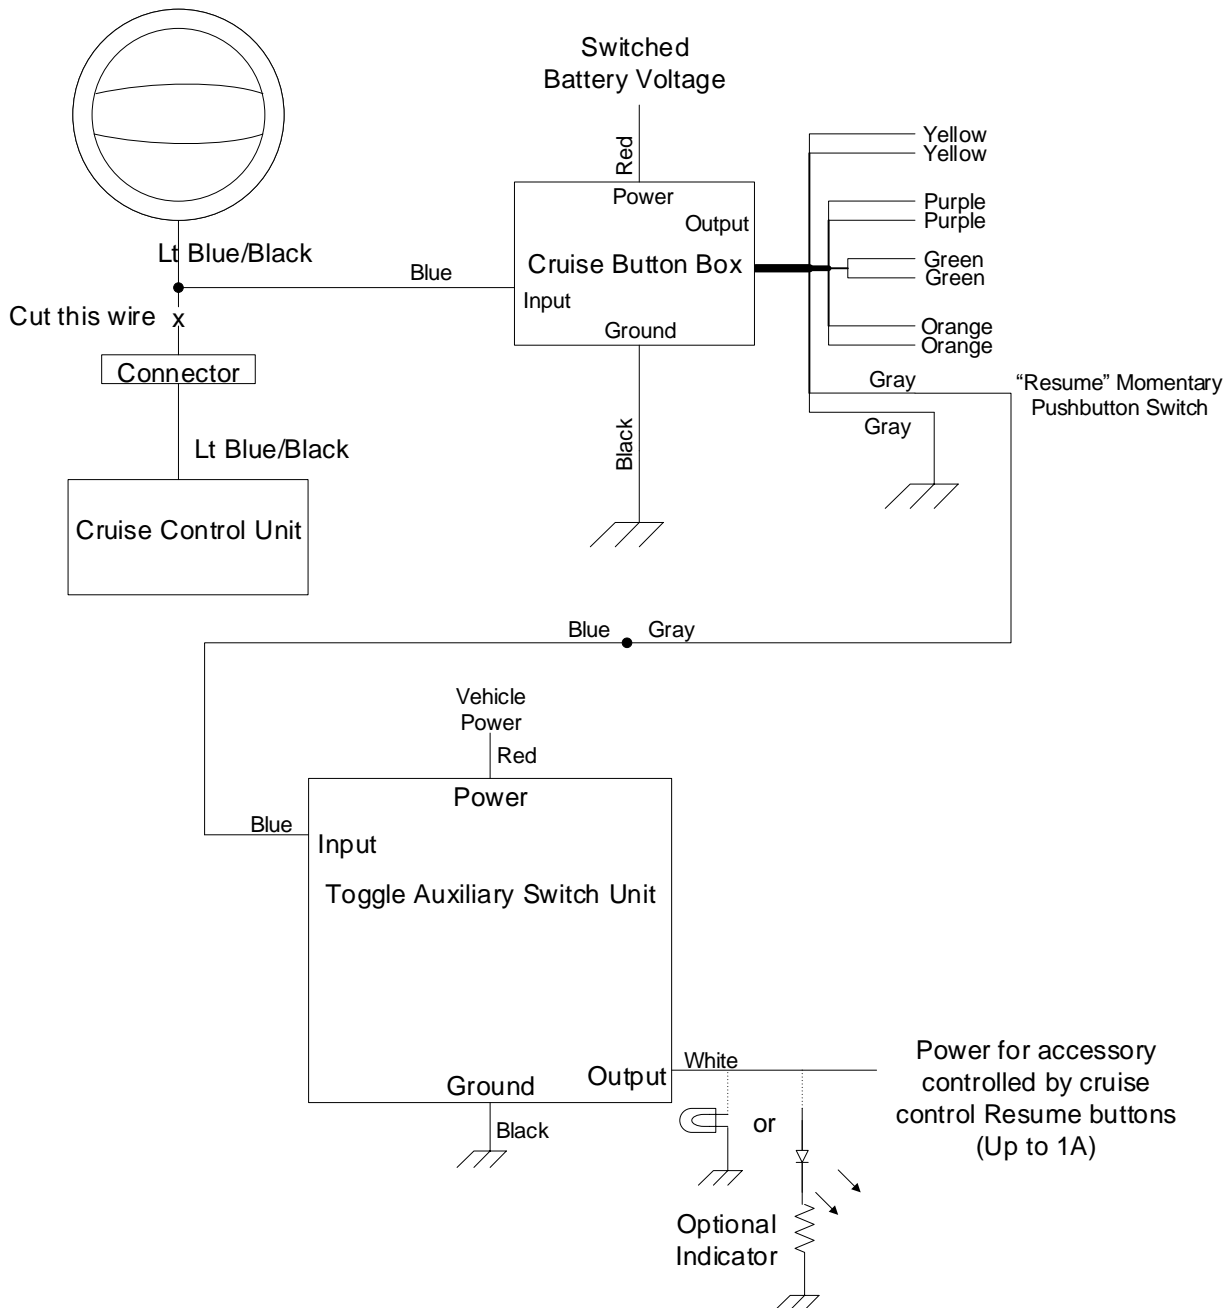 Switched
Battery Voltage
Red
Yellow
Yellow
Power
Output
Purple
Purple
Lt Blue/Black
Blue
Cruise Button Box
Green
Green
Input
Cut this wire x
Ground
Orange
Orange
Connector
Gray
“Resume” Momentary
Pushbutton Switch
Gray
Black
Lt Blue/Black
Cruise Control Unit
Blue
Gray
Vehicle
Power
Red
Power
Blue
Input
Toggle Auxiliary Switch Unit
White
Output
Ground
Black
or
Power for accessory
controlled by cruise
control Resume buttons
(Up to 1A)
Optional
Indicator